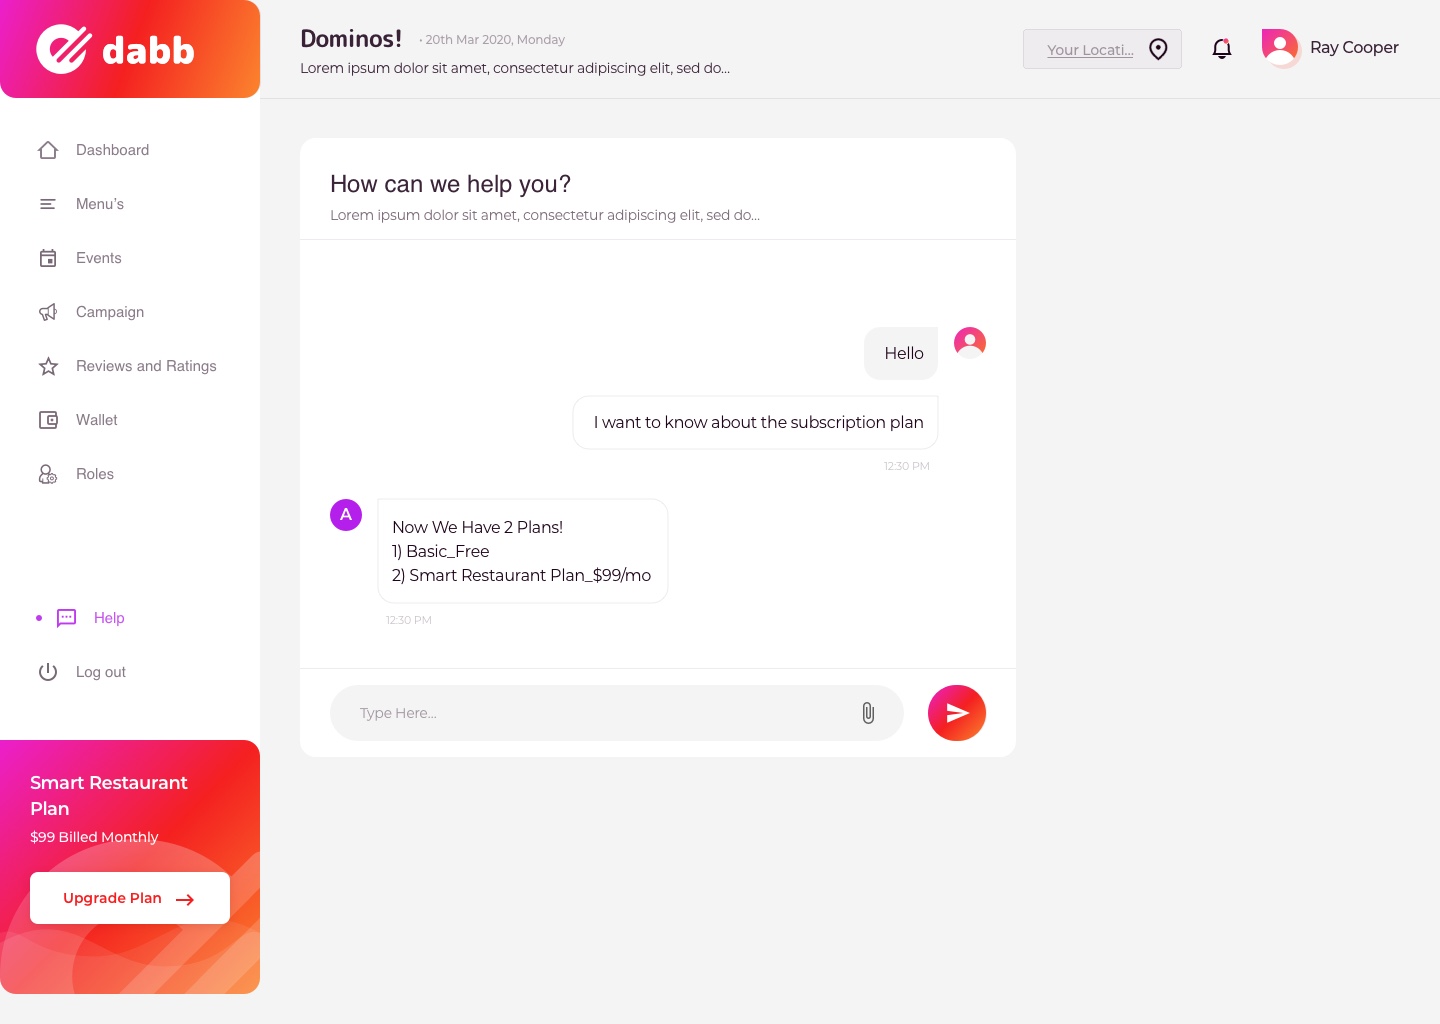 dabb
Dominos!
• 20th Mar 2020, Monday
Lorem ipsum dolor sit amet, consectetur adipiscing elit, sed do...
Your Locati...
Ray Cooper
Dashboard
Menu's
Events
Campaign
Reviews and Ratings
Wallet
Roles
Help
Log out
Smart Restaurant
Plan
$99 Billed Monthly
Upgrade Plan
How can we help you?
Lorem ipsum dolor sit amet, consectetur adipiscing elit, sed do...
Hello
I want to know about the subscription plan
12:30 PM
A
Now We Have 2 Plans!
1) Basic_Free
2) Smart Restaurant Plan_$99/mo
12:30 PM
Type Here...